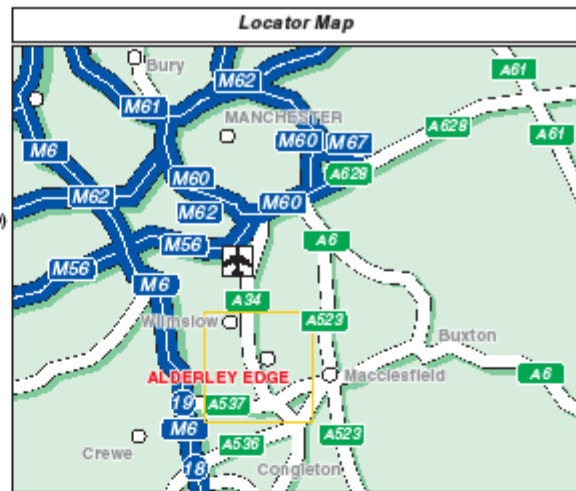 Locator Map
Bury
M62
A61
M61
MANCHESTER
A628
A61
M6
M60
M67
A628
M60
M62
M62
M60
M56
A6
M56
M6
A34
Wilmslow
A523
Buxton
ALDERLEY EDGE
Macclesfield
A6
19
A537
M6
A536
A523
Crewe
18
Congleton